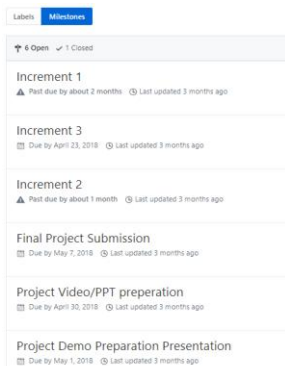 Labels Milestones
6 Open 1 Closed
Increment 1
Past due by about 2 months Last updated 3 months ago
Increment 3
Due by April 23, 2018 Last updated 3 months ago
Increment 2
Past due by about 1 month Last updated 3 months ago
Final Project Submission
Due by May 7, 2018 Last updated 3 months ago
Project Video/PPT preperation
Due by April 30, 2018 Last updated 3 months ago
Project Demo Preparation Presentation
Due by May 1, 2018 Last updated 3 months ago